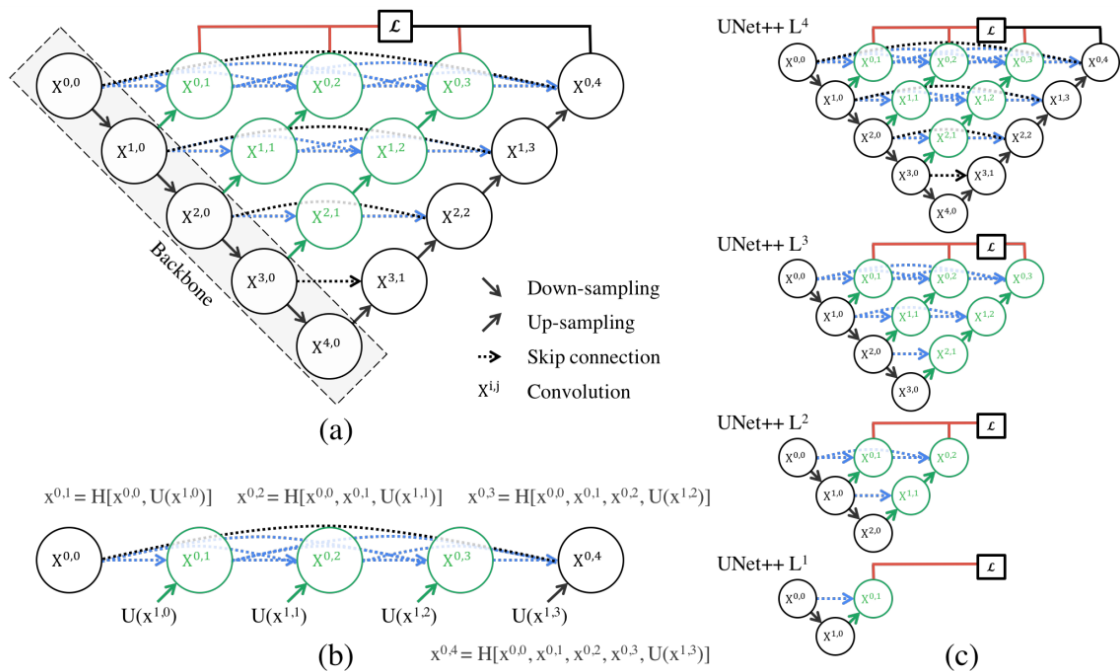 𝓛
X0,0 X0,1 X0,2 X0,3 X0,4
X1,0 X1,1 X1,2 X1,3
X2,0 X2,1 X2,2
X3,0 X3,1
X4,0
Backbone
Down-sampling
Up-sampling
Skip connection
Xi,j Convolution
(a)
x0,1 = H[x0,0, U(x1,0)] x0,2 = H[x0,0, x0,1, U(x1,1)] x0,3 = H[x0,0, x0,1, x0,2, U(x1,2)]
X0,0 X0,1 X0,2 X0,3 X0,4
U(x1,0) U(x1,1) U(x1,2) U(x1,3)
(b)
x0,4 = H[x0,0, x0,1, x0,2, x0,3, U(x1,3)]
UNet++ L4
𝓛
X0,0 X0,1 X0,2 X0,3 X0,4
X1,0 X1,1 X1,2 X1,3
X2,0 X2,1 X2,2
X3,0 X3,1
X4,0
UNet++ L3
𝓛
X0,0 X0,1 X0,2 X0,3
X1,0 X1,1 X1,2
X2,0 X2,1
X3,0
UNet++ L2
𝓛
X0,0 X0,1 X0,2
X1,0 X1,1
X2,0
UNet++ L1
𝓛
X0,0 X0,1
X1,0
(c)